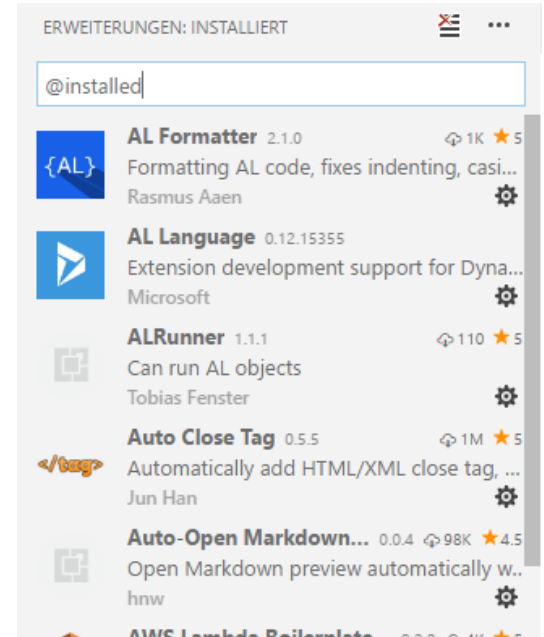 ERWEITERUNGEN: INSTALLIERT
@installed
{AL}
AL Formatter 2.1.0 1K 5
Formatting AL code, fixes indenting, casi...
Rasmus Aaen
AL Language 0.12.15355
Extension development support for Dyna...
Microsoft
ALRunner 1.1.1 110 5
Can run AL objects
Tobias Fenster
</tag>
Auto Close Tag 0.5.5 1M 5
Automatically add HTML/XML close tag, ...
Jun Han
Auto-Open Markdown... 0.0.4 98K 4.5
Open Markdown preview automatically w..
hnw
AWS Lambda Boilerplate